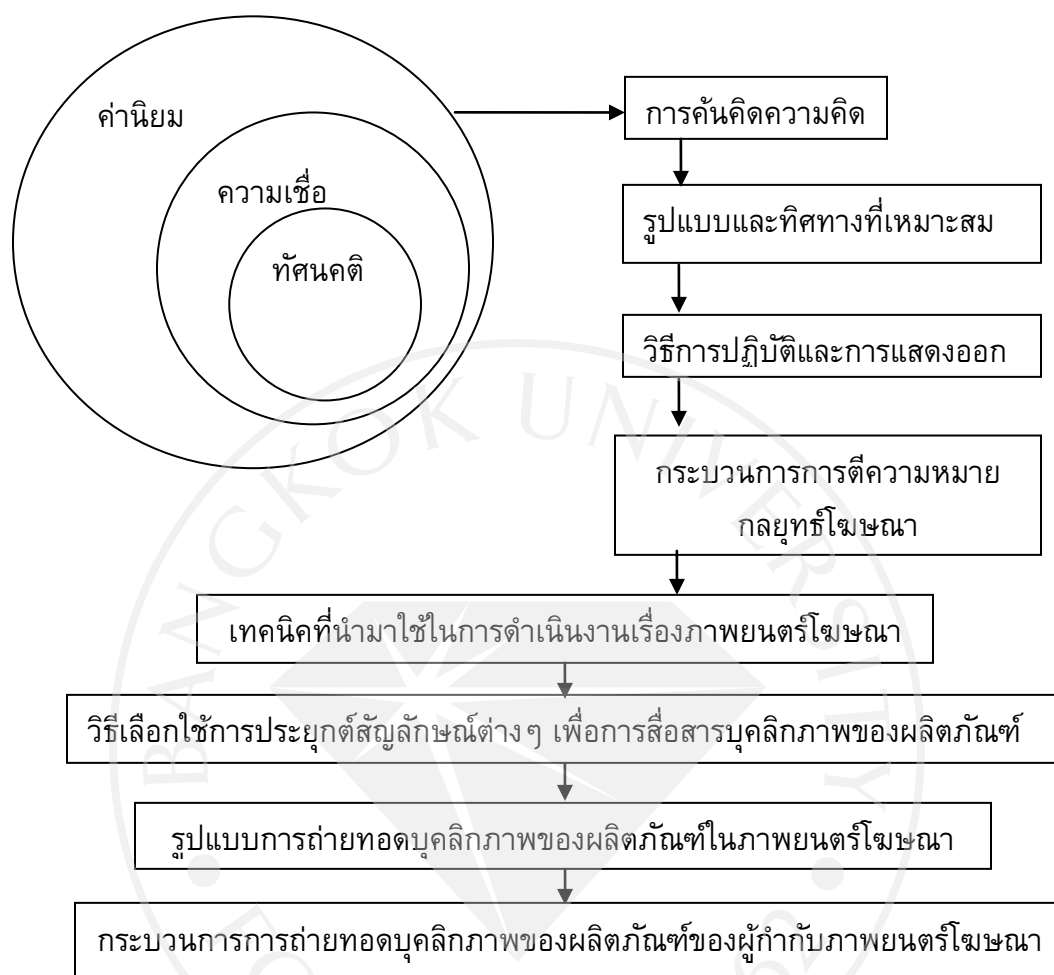 ค่านิยม
ความเชื่อ
ทัศนคติ
การค้นคิดความคิด
รูปแบบและทิศทางที่เหมาะสม
วิธีการปฏิบัติและการแสดงออก
กระบวนการการตีความหมาย
กลยุทธ์โฆษณา
เทคนิคที่นำมาใช้ในการดำเนินงานเรื่องภาพยนตร์โฆษณา
วิธีเลือกใช้การประยุกต์สัญลักษณ์ต่างๆ เพื่อการสื่อสารบุคลิกภาพของผลิตภัณฑ์
รูปแบบการถ่ายทอดบุคลิกภาพของผลิตภัณฑ์ในภาพยนตร์โฆษณา
กระบวนการการถ่ายทอดบุคลิกภาพของผลิตภัณฑ์ของผู้กำกับภาพยนตร์โฆษณา
BANGKOK UNIVERSITY